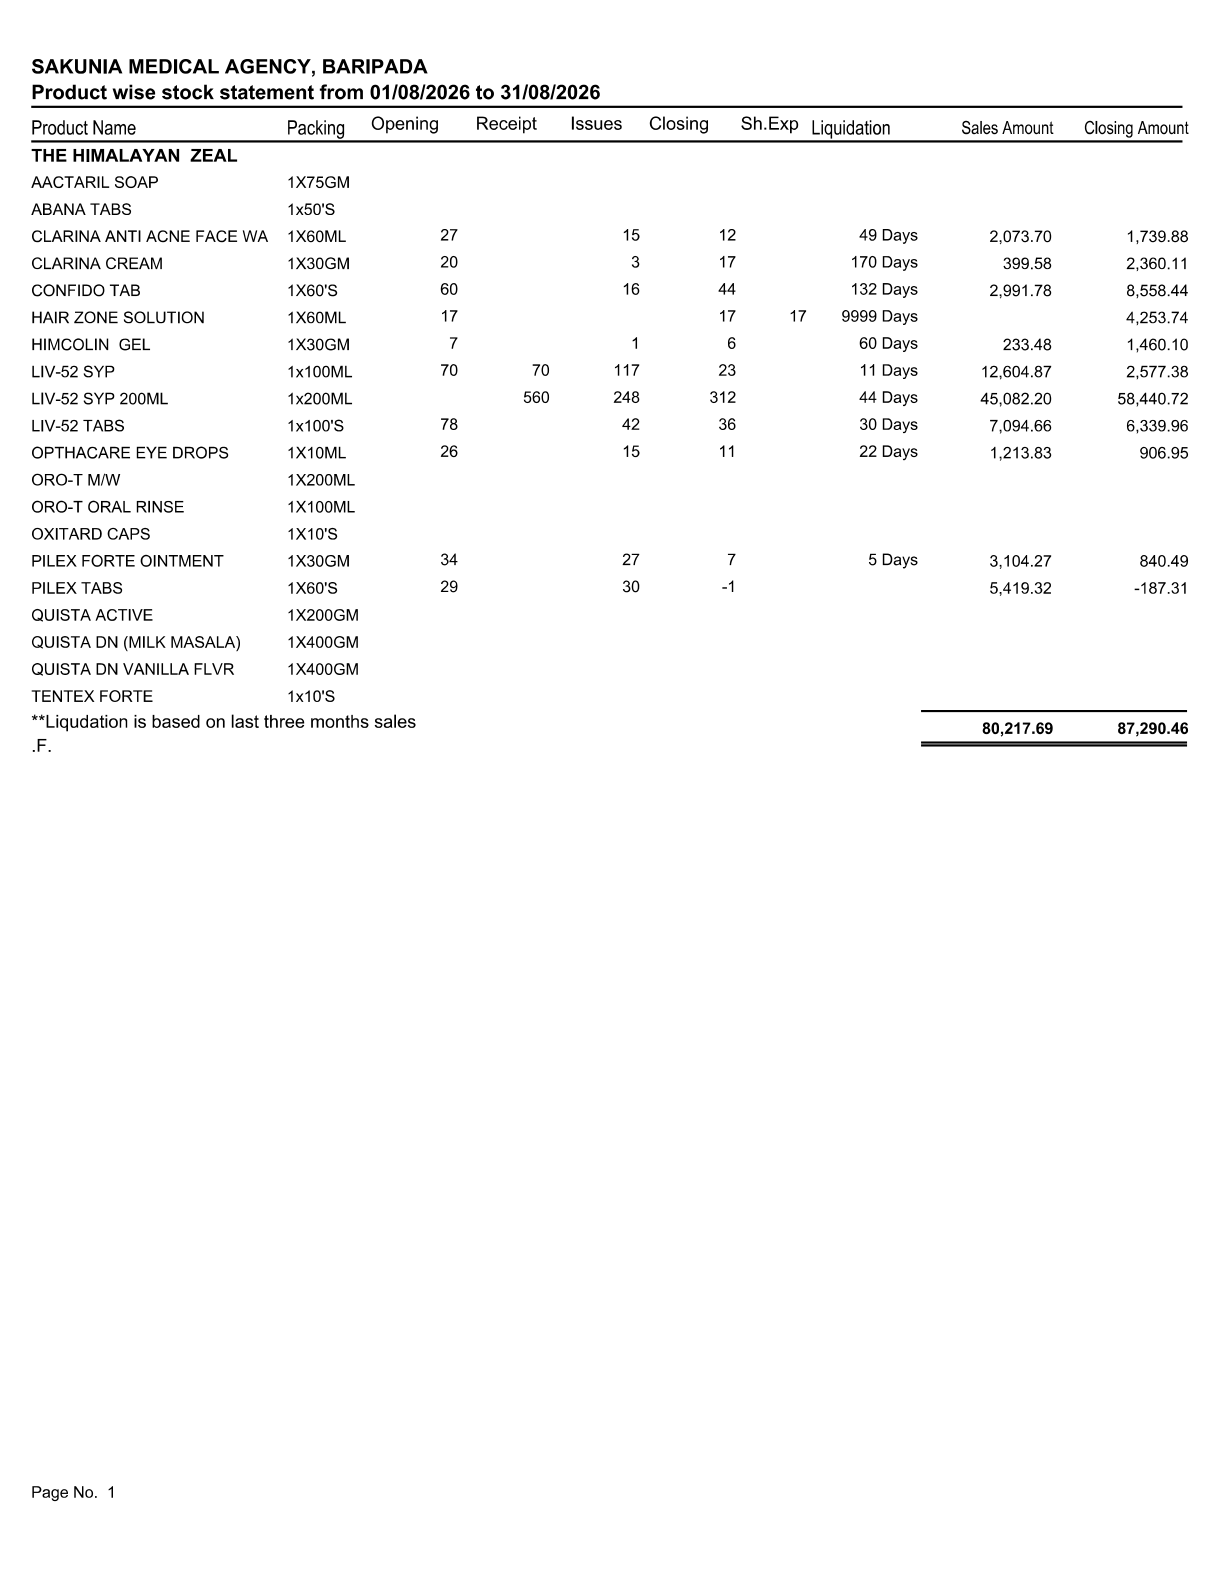 SAKUNIA MEDICAL AGENCY, BARIPADA
Product wise stock statement from 01/08/2026 to 31/08/2026
Product Name Packing Opening Receipt Issues Closing Sh.Exp Liquidation Sales Amount Closing Amount
THE HIMALAYAN  ZEAL
AACTARIL SOAP 1X75GM
ABANA TABS 1x50'S
CLARINA ANTI ACNE FACE WA 1X60ML 27 15 12 49 Days 2,073.70 1,739.88
CLARINA CREAM 1X30GM 20 3 17 170 Days 399.58 2,360.11
CONFIDO TAB 1X60'S 60 16 44 132 Days 2,991.78 8,558.44
HAIR ZONE SOLUTION 1X60ML 17 17 17 9999 Days 4,253.74
HIMCOLIN  GEL 1X30GM 7 1 6 60 Days 233.48 1,460.10
LIV-52 SYP 1x100ML 70 70 117 23 11 Days 12,604.87 2,577.38
LIV-52 SYP 200ML 1x200ML 560 248 312 44 Days 45,082.20 58,440.72
LIV-52 TABS 1x100'S 78 42 36 30 Days 7,094.66 6,339.96
OPTHACARE EYE DROPS 1X10ML 26 15 11 22 Days 1,213.83 906.95
ORO-T M/W 1X200ML
ORO-T ORAL RINSE 1X100ML
OXITARD CAPS 1X10'S
PILEX FORTE OINTMENT 1X30GM 34 27 7 5 Days 3,104.27 840.49
PILEX TABS 1X60'S 29 30 -1 5,419.32 -187.31
QUISTA ACTIVE 1X200GM
QUISTA DN (MILK MASALA) 1X400GM
QUISTA DN VANILLA FLVR 1X400GM
TENTEX FORTE 1x10'S
**Liqudation is based on last three months sales
80,217.69 87,290.46
.F.
Page No.  1